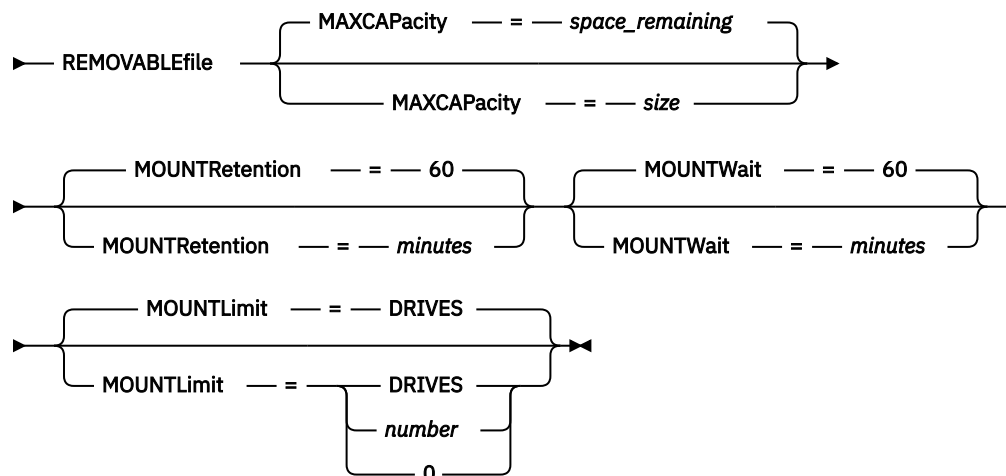 MAXCAPacity = space_remaining
REMOVABLEfile
MAXCAPacity = size
MOUNTRetention = 60 MOUNTWait = 60
MOUNTRetention = minutes MOUNTWait = minutes
MOUNTLimit = DRIVES
MOUNTLimit = DRIVES
number
0